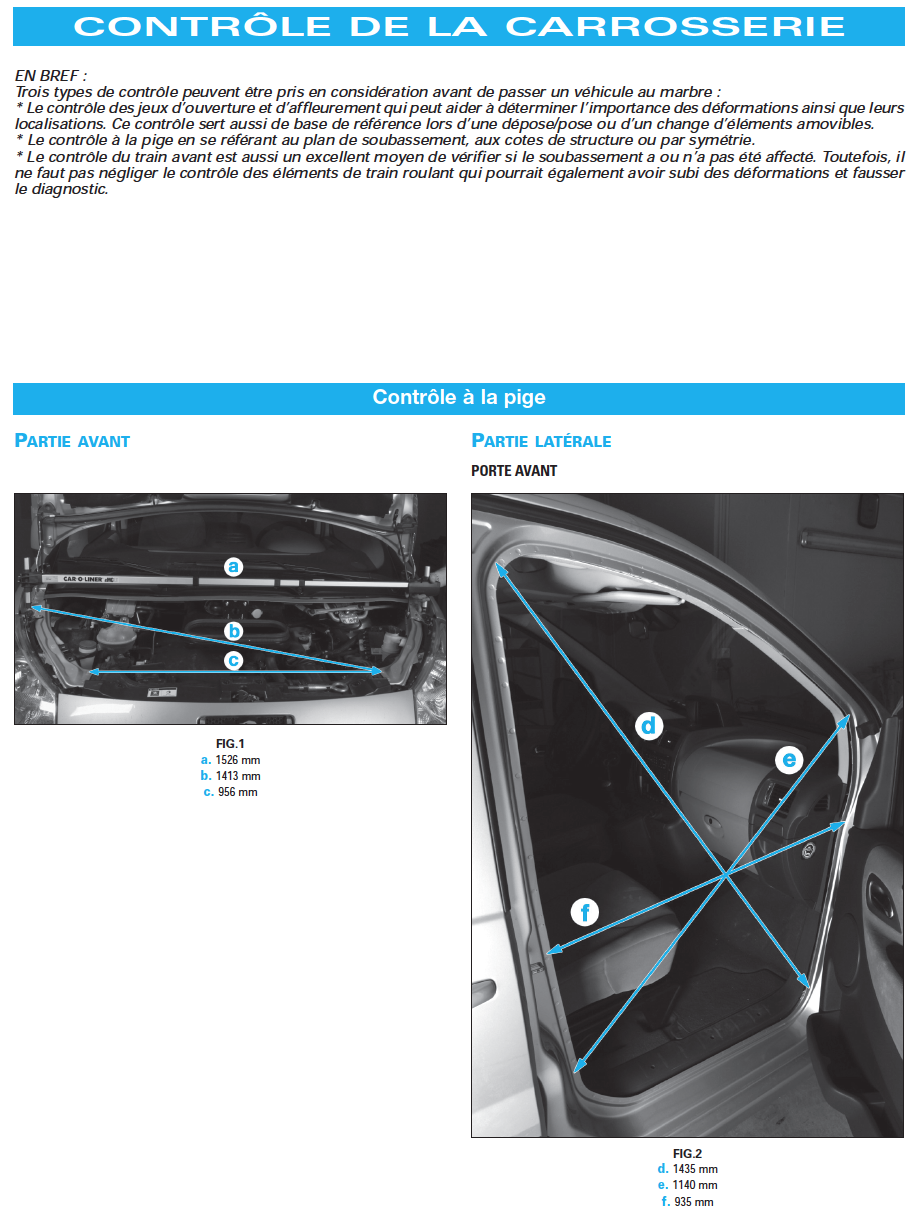 CONTRÔLE DE LA CARROSSERIE
EN BREF :
Trois types de contrôle peuvent être pris en considération avant de passer un véhicule au marbre :
* Le contrôle des jeux d'ouverture et d'affleurement qui peut aider à déterminer l'importance des déformations ainsi que leurs
localisations. Ce contrôle sert aussi de base de référence lors d'une dépose/pose ou d'un change d'éléments amovibles.
* Le contrôle à la pige en se référant au plan de soubassement, aux cotes de structure ou par symétrie.
* Le contrôle du train avant est aussi un excellent moyen de vérifier si le soubassement a ou n'a pas été affecté. Toutefois, il
ne faut pas négliger le contrôle des éléments de train roulant qui pourrait également avoir subi des déformations et fausser
le diagnostic.
Contrôle à la pige
PARTIE AVANT
CAR-O-LINER
a
b
c
FIG.1
a. 1526 mm
b. 1413 mm
c. 956 mm
PARTIE LATÉRALE
PORTE AVANT
d
e
f
FIG.2
d. 1435 mm
e. 1140 mm
f. 935 mm